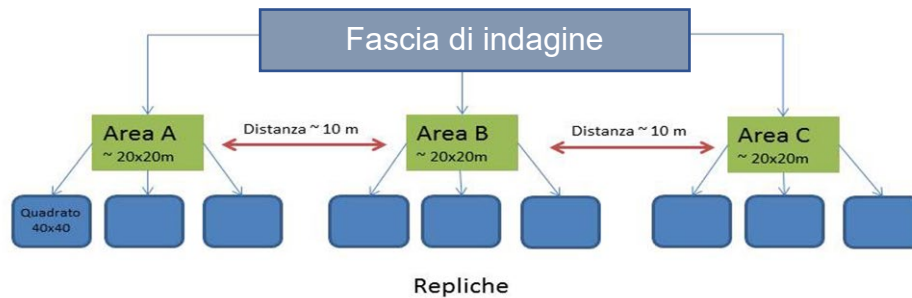 Fascia di indagine
Area A
~ 20x20m
Distanza ~ 10 m
Area B
~ 20x20m
Distanza ~ 10 m
Area C
~ 20x20m
Quadrato
40x40
Repliche